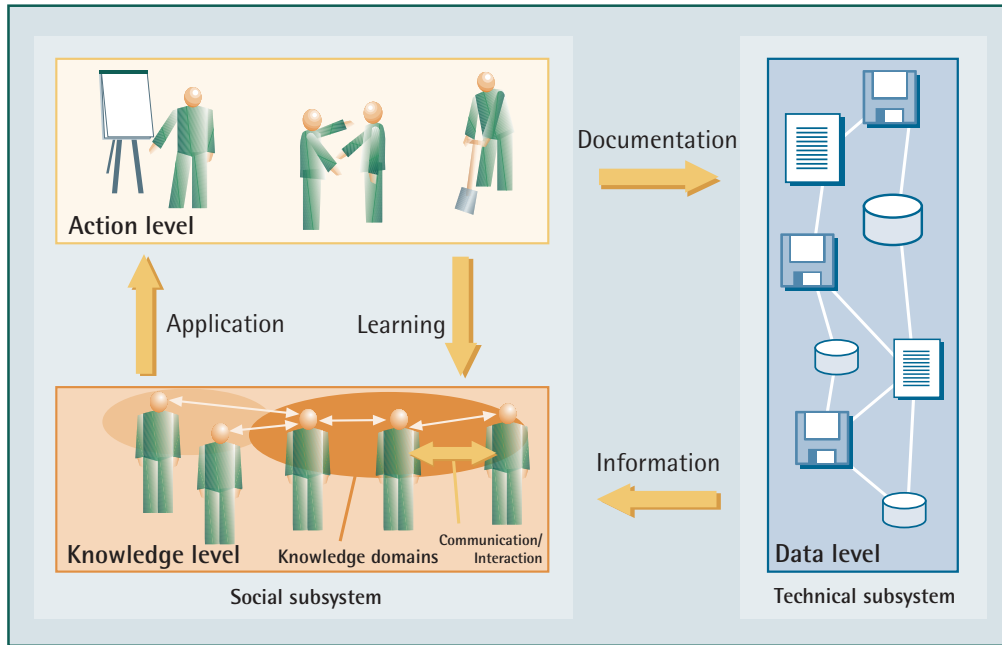 Action level
Documentation
Application
Learning
Information
Knowledge level
Knowledge domains
Communication/
Interaction
Data level
Social subsystem
Technical subsystem